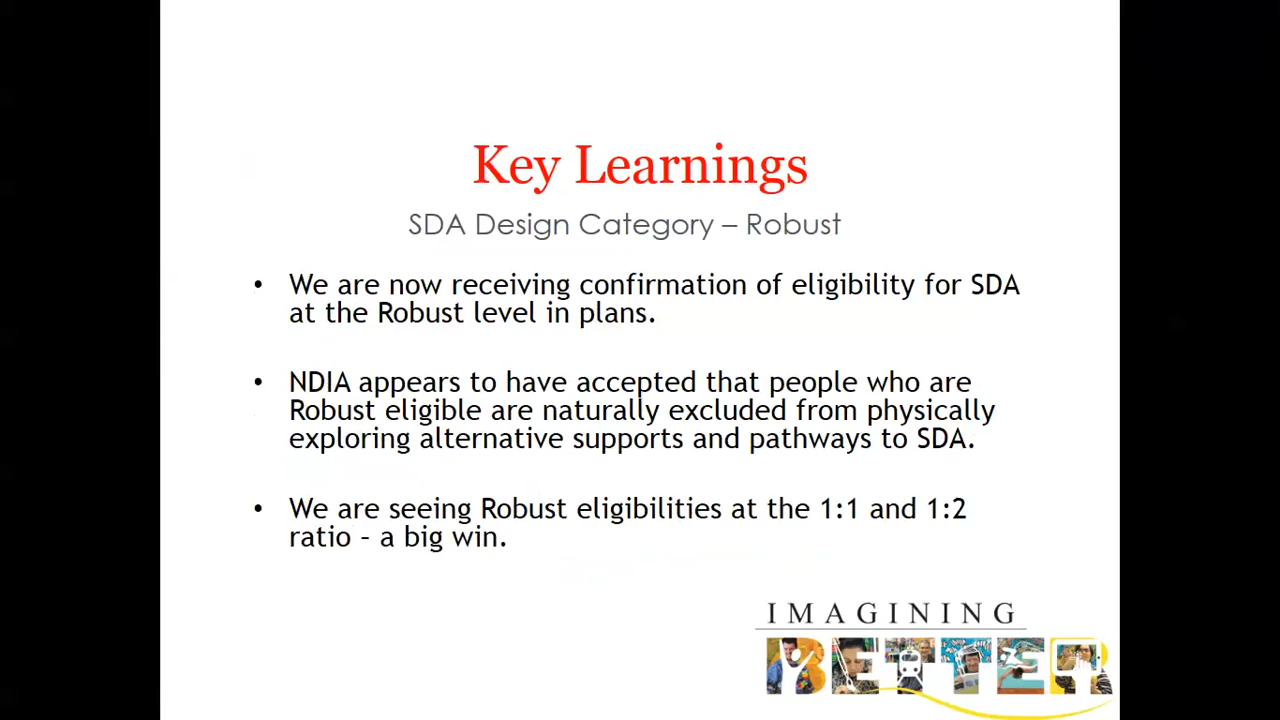 Key Learnings
SDA Design Category – Robust
• We are now receiving confirmation of eligibility for SDA
at the Robust level in plans.
• NDIA appears to have accepted that people who are
Robust eligible are naturally excluded from physically
exploring alternative supports and pathways to SDA.
• We are seeing Robust eligibilities at the 1:1 and 1:2
ratio – a big win.
IMAGINING
BETTER